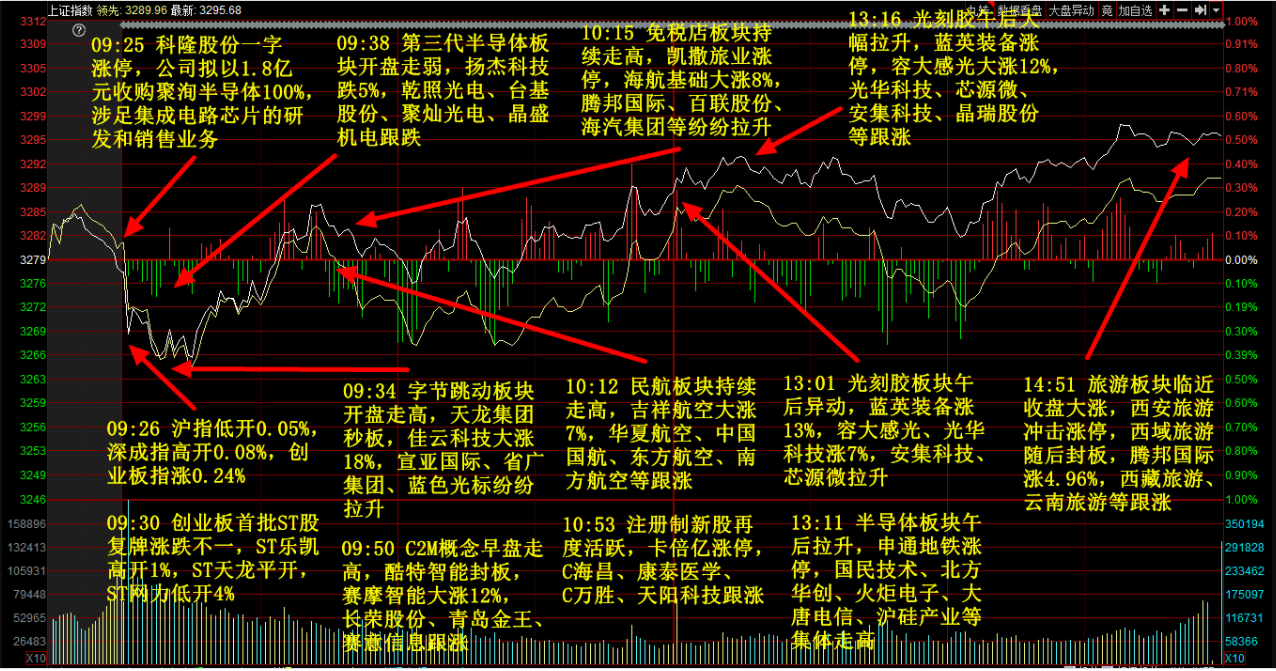 上证指数 领先: 3289.96 最新: 3295.68
数据看盘 大盘异动 竞 加自选
3312
3309
3305
3302
3299
3295
3292
3289
3285
3282
3279
3276
3272
3269
3266
3263
3259
3256
3253
3249
3246
158896
132413
105931
79448
52965
26483
X10
09:25 科隆股份一字
涨停，公司拟以1.8亿
元收购聚洵半导体100%，
涉足集成电路芯片的研
发和销售业务
09:38 第三代半导体板
块开盘走弱，扬杰科技
跌5%，乾照光电、台基
股份、聚灿光电、晶盛
机电跟跌
10:15 免税店板块持
续走高，凯撒旅业涨
停，海航基础大涨8%，
腾邦国际、百联股份、
海汽集团等纷纷拉升
13:16 光刻胶午后大
幅拉升，蓝英装备涨
停，容大感光大涨12%，
光华科技、芯源微、
安集科技、晶瑞股份
等跟涨
09:26 沪指低开0.05%，
深成指高开0.08%，创
业板指涨0.24%
09:30 创业板首批ST股
复牌涨跌不一，ST乐凯
高开1%，ST天龙平开，
ST网力低开4%
09:34 字节跳动板块
开盘走高，天龙集团
秒板，佳云科技大涨
18%，宣亚国际、省广
集团、蓝色光标纷纷
拉升
09:50 C2M概念早盘走
高，酷特智能封板，
赛摩智能大涨12%，
长荣股份、青岛金王、
赛意信息跟涨
10:12 民航板块持续
走高，吉祥航空大涨
7%，华夏航空、中国
国航、东方航空、南
方航空等跟涨
10:53 注册制新股再
度活跃，卡倍亿涨停，
C海昌、康泰医学、
C万胜、天阳科技跟涨
13:01 光刻胶板块午
后异动，蓝英装备涨
13%，容大感光、光华
科技涨7%，安集科技、
芯源微拉升
13:11 半导体板块午
后拉升，申通地铁涨
停，国民技术、北方
华创、火炬电子、大
唐电信、沪硅产业等
集体走高
14:51 旅游板块临近
收盘大涨，西安旅游
冲击涨停，西域旅游
随后封板，腾邦国际
涨4.96%，西藏旅游、
云南旅游等跟涨
1.00%
0.91%
0.80%
0.71%
0.61%
0.60%
0.50%
0.40%
0.30%
0.20%
0.10%
0.00%
0.10%
0.19%
0.30%
0.39%
0.50%
0.60%
0.70%
0.80%
0.90%
1.00%
350194
291828
233462
175097
116731
58366
X10